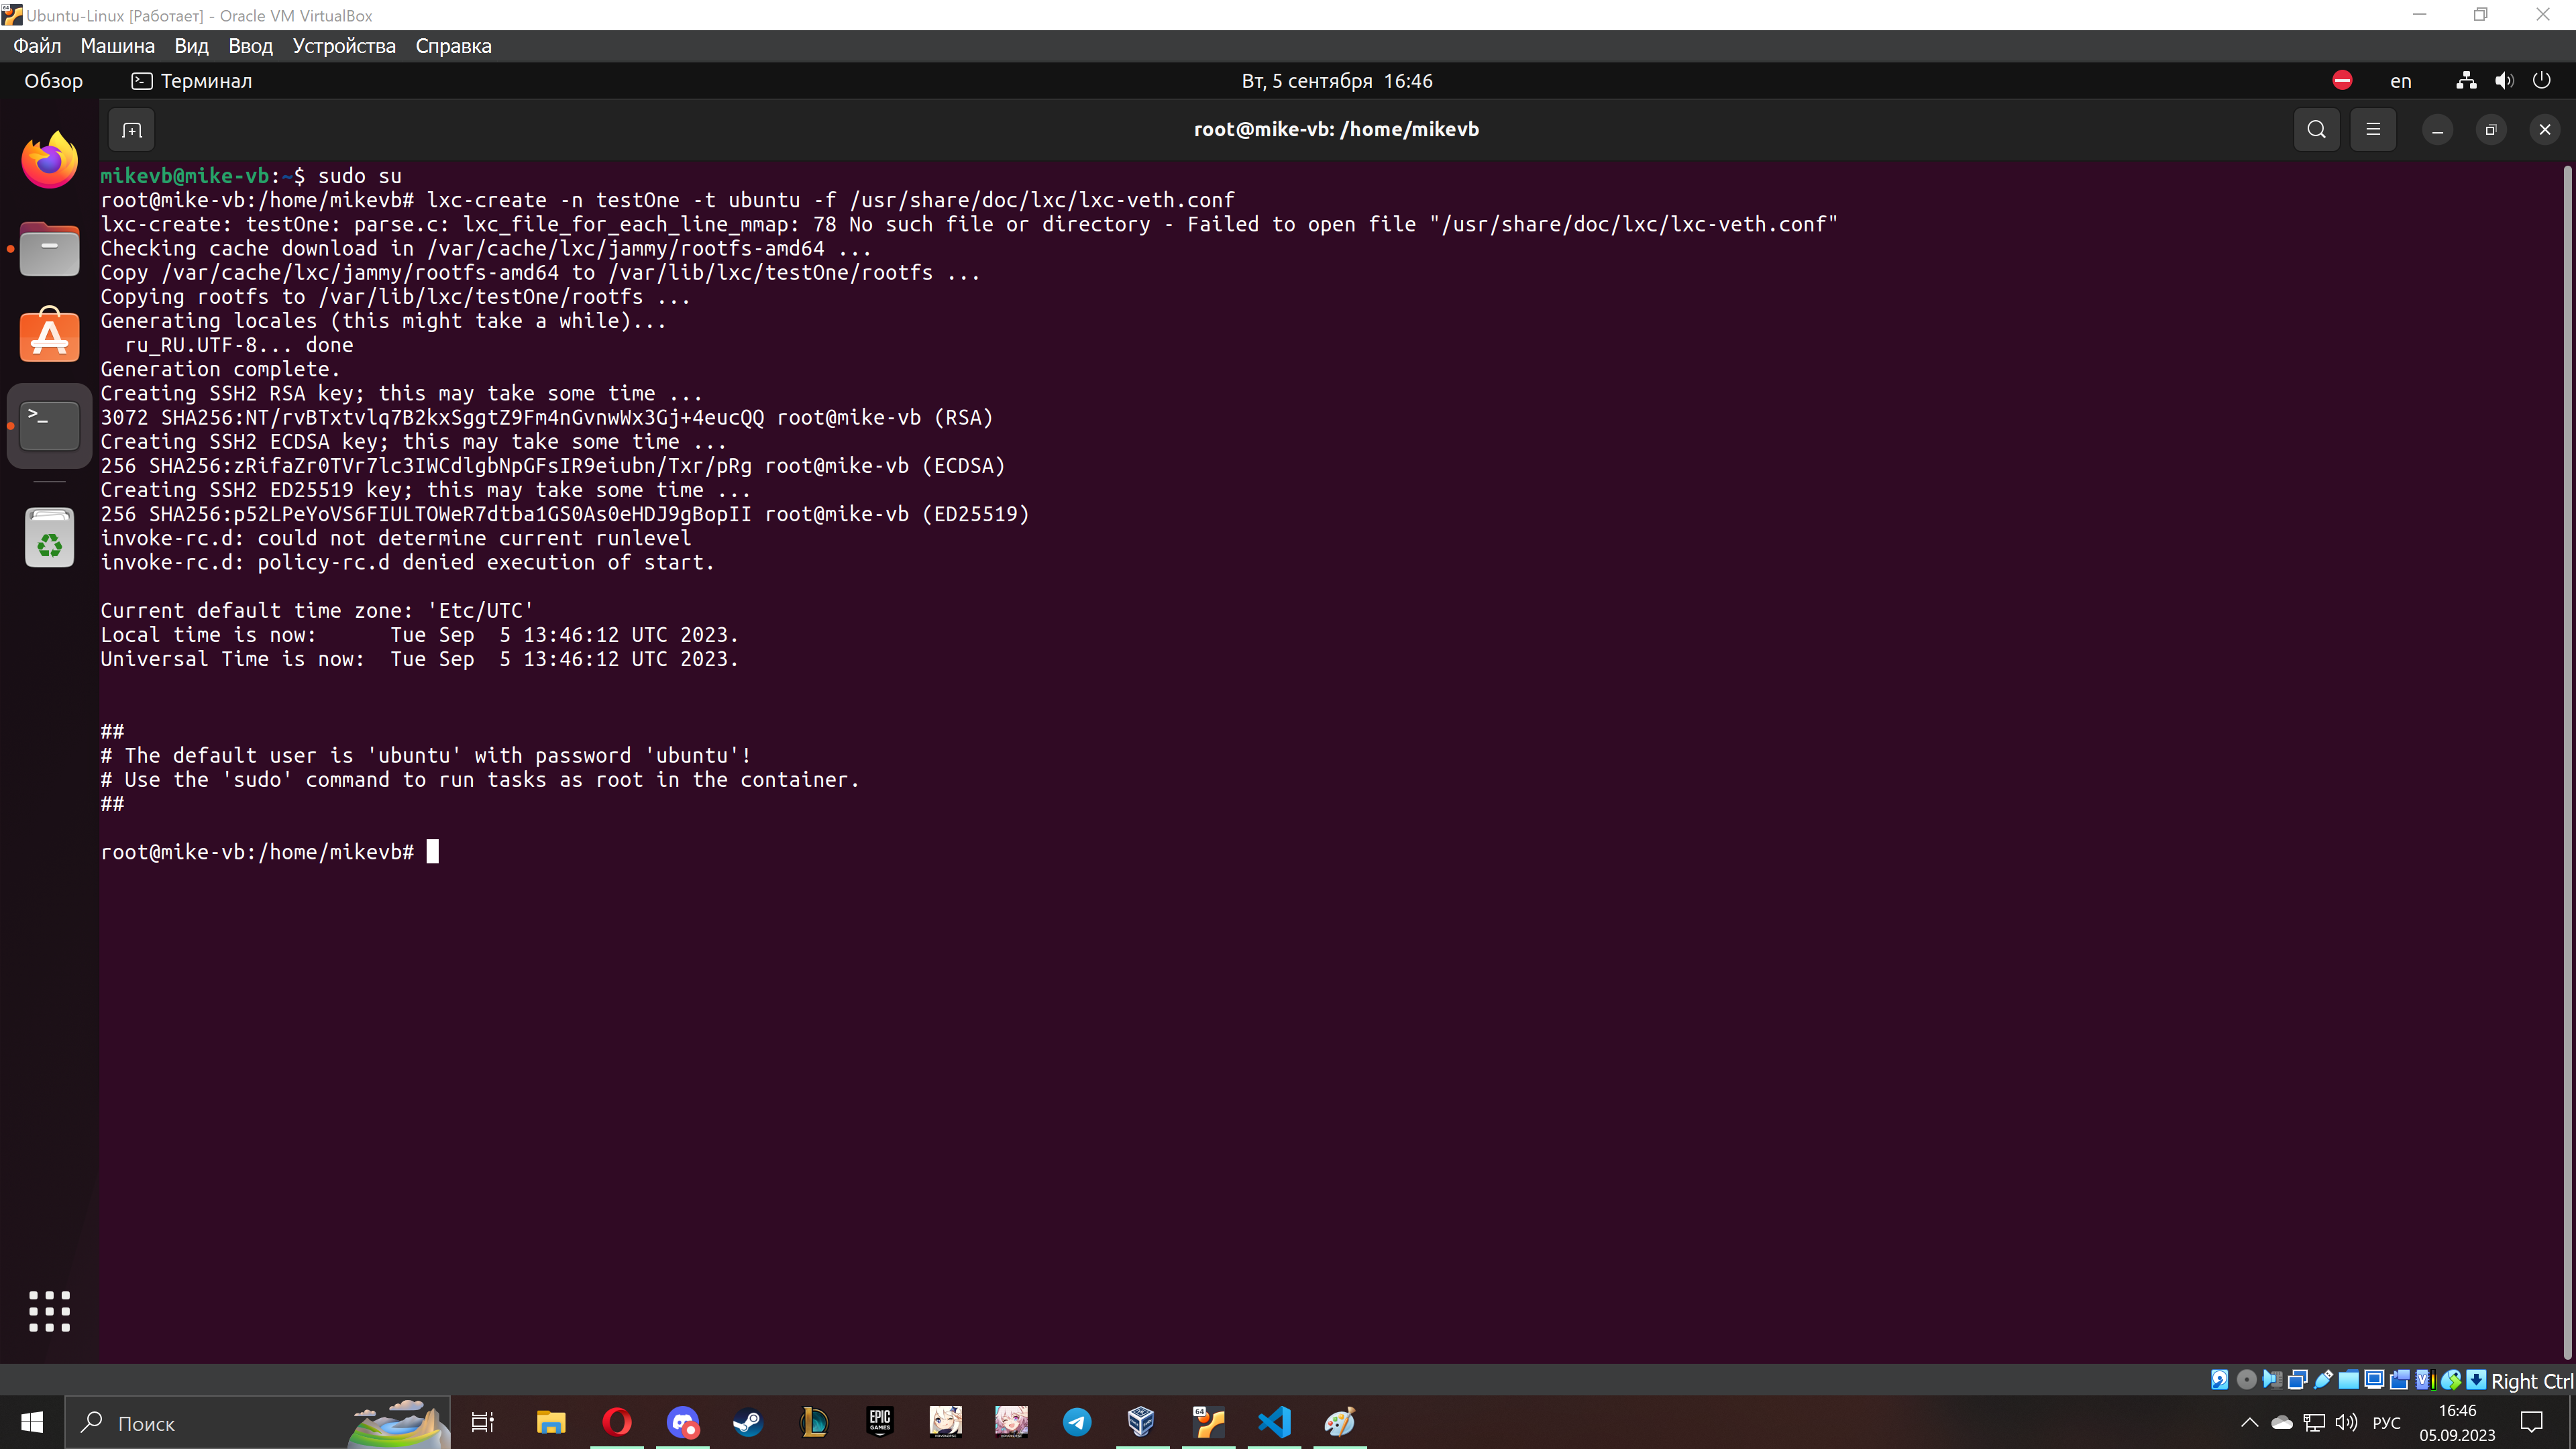 Ubuntu-Linux [Работает] - Oracle VM VirtualBox
Файл Машина Вид Ввод Устройства Справка
Обзор Терминал Вт, 5 сентября 16:46 en
root@mike-vb: /home/mikevb
mikevb@mike-vb:~$ sudo su
root@mike-vb:/home/mikevb# lxc-create -n testOne -t ubuntu -f /usr/share/doc/lxc/lxc-veth.conf
lxc-create: testOne: parse.c: lxc_file_for_each_line_mmap: 78 No such file or directory - Failed to open file "/usr/share/doc/lxc/lxc-veth.conf"
Checking cache download in /var/cache/lxc/jammy/rootfs-amd64 ...
Copy /var/cache/lxc/jammy/rootfs-amd64 to /var/lib/lxc/testOne/rootfs ...
Copying rootfs to /var/lib/lxc/testOne/rootfs ...
Generating locales (this might take a while)...
ru_RU.UTF-8... done
Generation complete.
Creating SSH2 RSA key; this may take some time ...
3072 SHA256:NT/rvBTxtvlq7B2kxSggtZ9Fm4nGvnwWx3Gj+4eucQQ root@mike-vb (RSA)
Creating SSH2 ECDSA key; this may take some time ...
256 SHA256:zRifaZr0TVr7lc3IWCdlgbNpGFsIR9eiubn/Txr/pRg root@mike-vb (ECDSA)
Creating SSH2 ED25519 key; this may take some time ...
256 SHA256:p52LPeYoVS6FIULTOWeR7dtba1GS0As0eHDJ9gBopII root@mike-vb (ED25519)
invoke-rc.d: could not determine current runlevel
invoke-rc.d: policy-rc.d denied execution of start.
Current default time zone: 'Etc/UTC'
Local time is now:      Tue Sep  5 13:46:12 UTC 2023.
Universal Time is now:  Tue Sep  5 13:46:12 UTC 2023.
##
# The default user is 'ubuntu' with password 'ubuntu'!
# Use the 'sudo' command to run tasks as root in the container.
##
root@mike-vb:/home/mikevb#
Right Ctrl
Поиск EPIC GAMES 64 РУС 16:46
05.09.2023